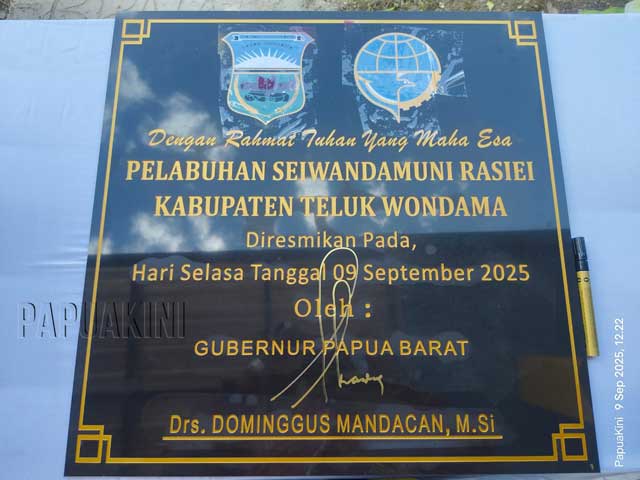 Dengan Rahmat Tuhan Yang Maha Esa
PELABUHAN SEIWANDAMUNI RASIEI
KABUPATEN TELUK WONDAMA
Diresmikan Pada,
Hari Selasa Tanggal 09 September 2025
Oleh :
GUBERNUR PAPUA BARAT
Drs. DOMINGGUS MANDACAN, M.Si
PAPUAKINI
PapuaKini 9 Sep 2025, 12.22